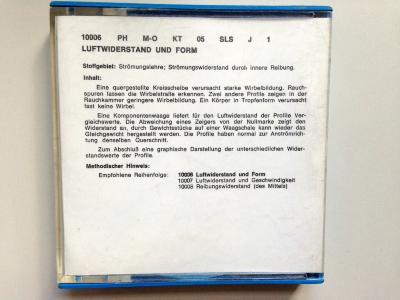 10006 PH M-O KT 05 SLS J 1
LUFTWIDERSTAND UND FORM
Stoffgebiet: Strömungslehre; Strömungswiderstand durch innere Reibung.
Inhalt:
Eine quergestellte Kreisscheibe verursacht starke Wirbelbildung. Rauch-
spuren lassen die Wirbelstraße erkennen. Zwei andere Profile zeigen in der
Rauchkammer geringere Wirbelbildung. Ein Körper in Tropfenform verursacht
fast keine Wirbel.
Eine Komponentenwaage liefert für den Luftwiderstand der Profile Ver-
gleichswerte. Die Abweichung eines Zeigers von der Nullmarke zeigt den
Widerstand an, durch Gewichtsstücke auf einer Waagschale kann wieder das
Gleichgewicht hergestellt werden. Die Profile haben normal zur Anströmrich-
tung denselben Querschnitt.
Zum Abschluß eine graphische Darstellung der unterschiedlichen Wider-
standswerte der Profile.
Methodischer Hinweis:
Empfohlene Reihenfolge: 10006 Luftwiderstand und Form
10007 Luftwiderstand und Geschwindigkeit
10008 Reibungswiderstand (des Mittels)